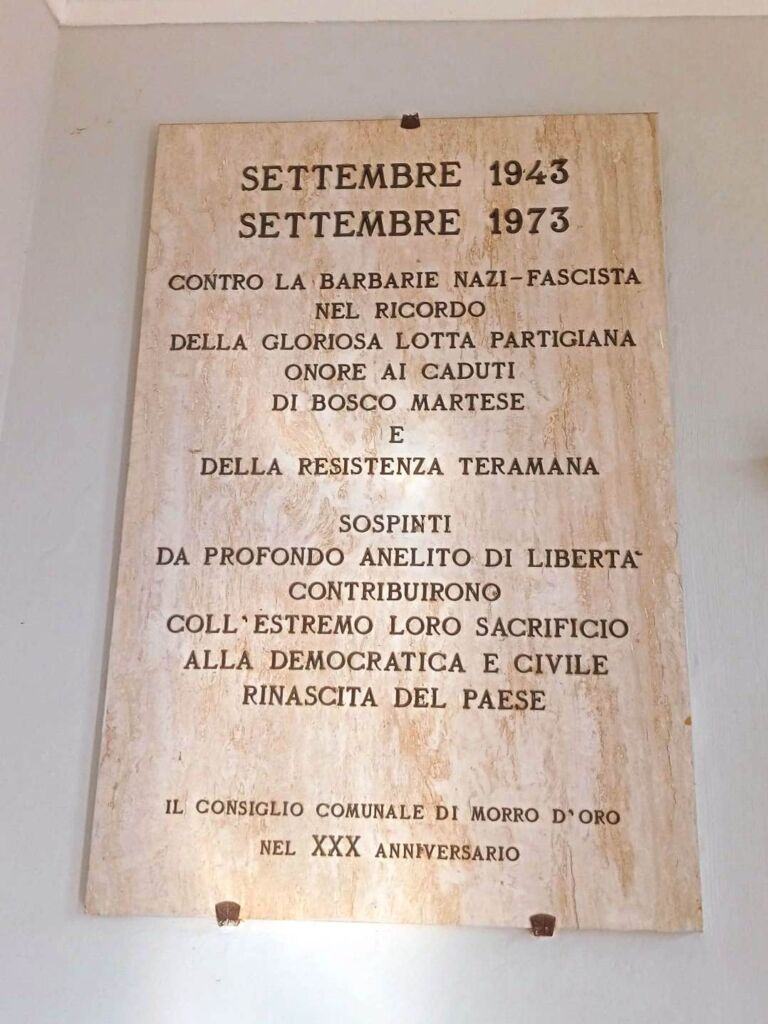 SETTEMBRE 1943
SETTEMBRE 1973
CONTRO LA BARBARIE NAZI-FASCISTA
NEL RICORDO
DELLA GLORIOSA LOTTA PARTIGIANA
ONORE AI CADUTI
DI BOSCO MARTESE
E
DELLA RESISTENZA TERAMANA
SOSPINTI
DA PROFONDO ANELITO DI LIBERTA`
CONTRIBUIRONO
COLL'ESTREMO LORO SACRIFICIO
ALLA DEMOCRATICA E CIVILE
RINASCITA DEL PAESE
IL CONSIGLIO COMUNALE DI MORRO D'ORO
NEL XXX ANNIVERSARIO